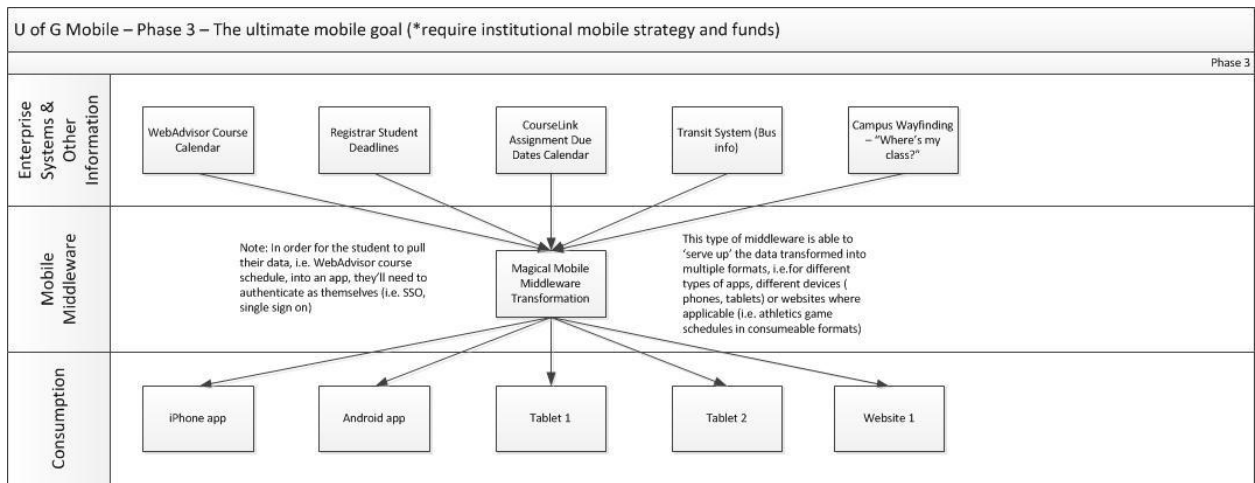 U of G Mobile – Phase 3 – The ultimate mobile goal (*require institutional mobile strategy and funds)
Phase 3
Enterprise
Systems &
Other
Information
WebAdvisor Course
Calendar
Registrar Student
Deadlines
CourseLink
Assignment Due
Dates Calendar
Transit System (Bus
info)
Campus Wayfinding
– “Where’s my
class?”
Mobile
Middleware
Note: In order for the student to pull
their data, i.e. WebAdvisor course
schedule, into an app, they’ll need to
authenticate as themselves (i.e. SSO,
single sign on)
Magical Mobile
Middleware
Transformation
This type of middleware is able to
‘serve up’ the data transformed into
multiple formats, i.e.for different
types of apps, different devices (
phones, tablets) or websites where
applicable (i.e. athletics game
schedules in consumeable formats)
Consumption
iPhone app
Android app
Tablet 1
Tablet 2
Website 1